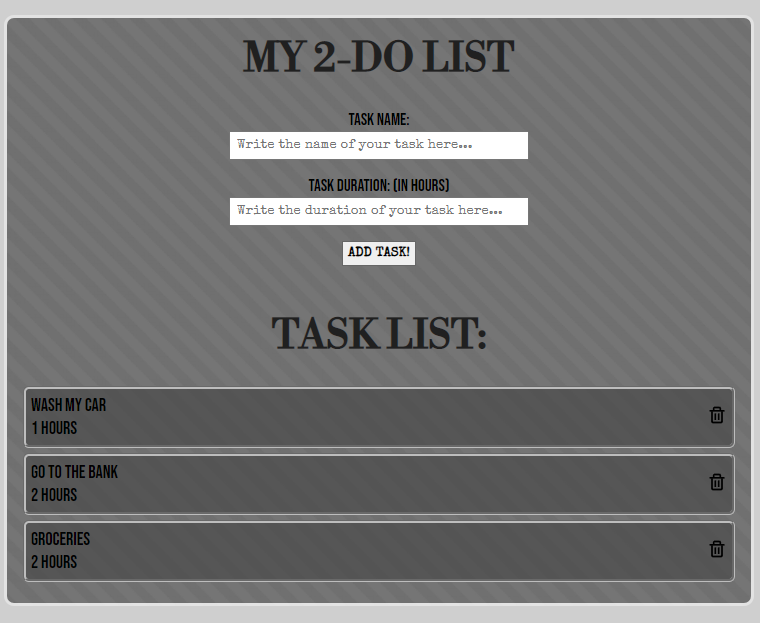 MY 2-DO LIST
TASK NAME:
Write the name of your task here...
TASK DURATION: (IN HOURS)
Write the duration of your task here...
ADD TASK!
TASK LIST:
WASH MY CAR
1 HOURS
GO TO THE BANK
2 HOURS
GROCERIES
2 HOURS